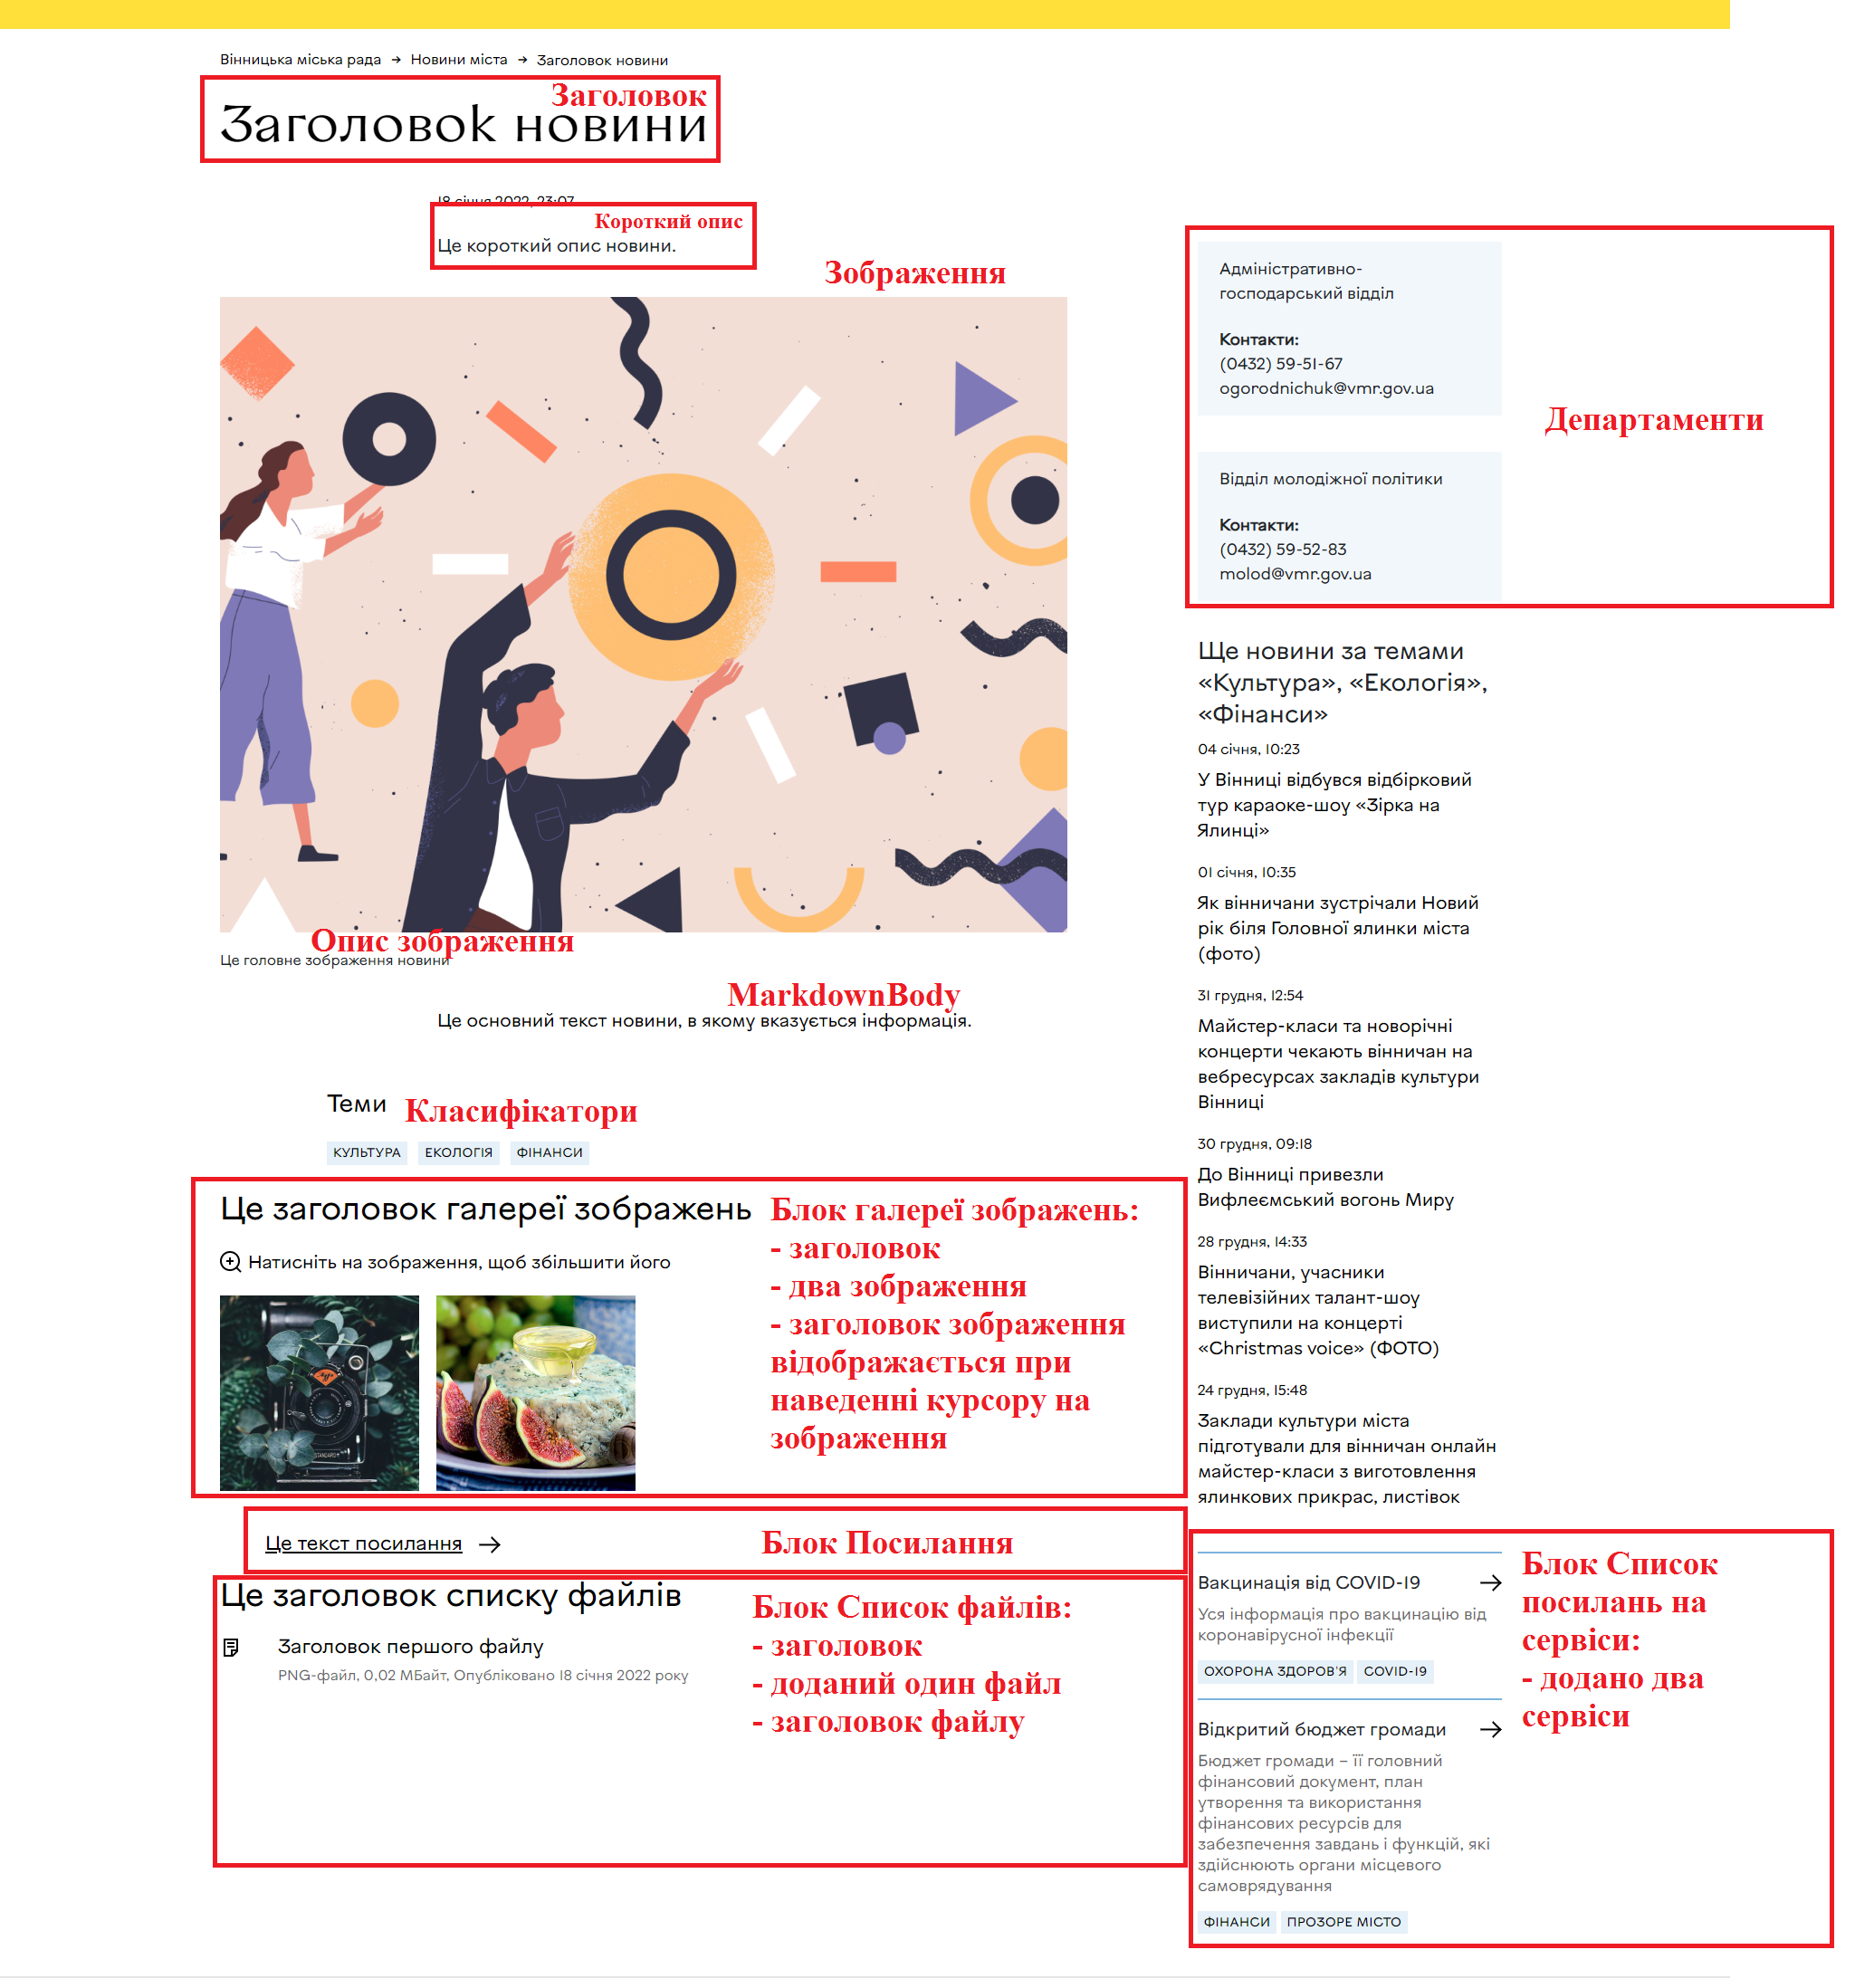 Вінницька міська рада → Новини міста → Заголовок новини
Заголовок
Заголовок новини
18 січня 2022, 23:07
Короткий опис
Це короткий опис новини.
Зображення
Опис зображення
Це головне зображення новини
MarkdownBody
Це основний текст новини, в якому вказується інформація.
Теми
Класифікатори
КУЛЬТУРА ЕКОЛОГІЯ ФІНАНСИ
Це заголовок галереї зображень
Натисніть на зображення, щоб збільшити його
Блок галереї зображень:
- заголовок
- два зображення
- заголовок зображення
відображається при
наведенні курсору на
зображення
Це текст посилання →
Блок Посилання
Це заголовок списку файлів
Заголовок першого файлу
PNG-файл, 0,02 МБайт, Опубліковано 18 січня 2022 року
Блок Список файлів:
- заголовок
- доданий один файл
- заголовок файлу
Адміністративно-
господарський відділ
Контакти:
(0432) 59-51-67
ogorodnichuk@vmr.gov.ua
Департаменти
Відділ молодіжної політики
Контакти:
(0432) 59-52-83
molod@vmr.gov.ua
Ще новини за темами
«Культура», «Екологія»,
«Фінанси»
04 січня, 10:23
У Вінниці відбувся відбірковий
тур караоке-шоу «Зірка на
Ялинці»
01 січня, 10:35
Як вінничани зустрічали Новий
рік біля Головної ялинки міста
(фото)
31 грудня, 12:54
Майстер-класи та новорічні
концерти чекають вінничан на
вебресурсах закладів культури
Вінниці
30 грудня, 09:18
До Вінниці привезли
Вифлеємський вогонь Миру
28 грудня, 14:33
Вінничани, учасники
телевізійних талант-шоу
виступили на концерті
«Christmas voice» (ФОТО)
24 грудня, 15:48
Заклади культури міста
підготували для вінничан онлайн
майстер-класи з виготовлення
ялинкових прикрас, листівок
Вакцинація від COVID-19 →
Уся інформація про вакцинацію від
коронавірусної інфекції
ОХОРОНА ЗДОРОВ'Я COVID-19
Відкритий бюджет громади →
Бюджет громади – її головний
фінансовий документ, план
утворення та використання
фінансових ресурсів для
забезпечення завдань і функцій, які
здійснюють органи місцевого
самоврядування
ФІНАНСИ ПРОЗОРЕ МІСТО
Блок Список
посилань на
сервіси:
- додано два
сервіси